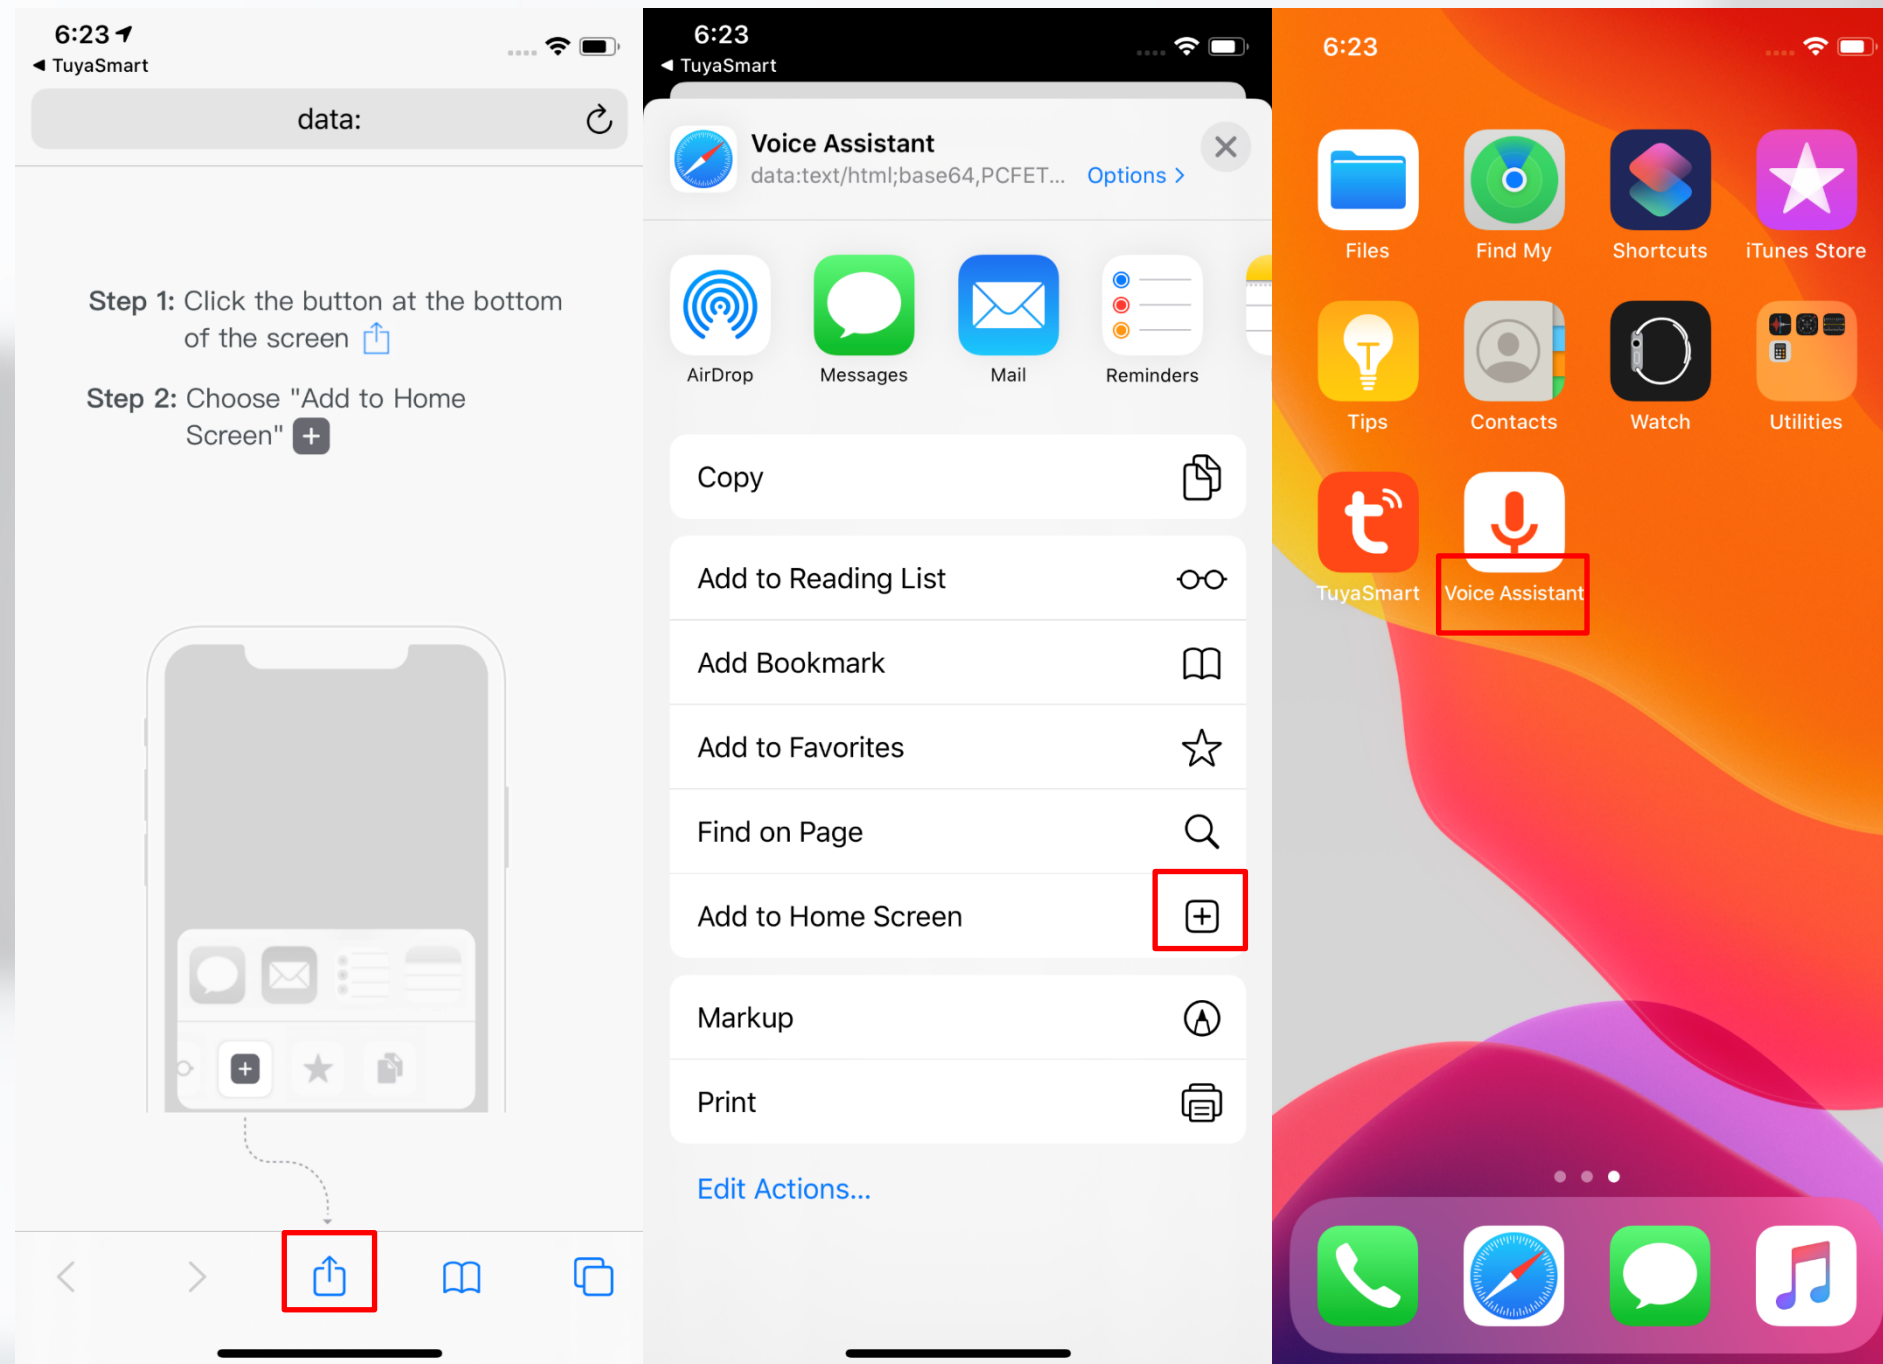 6:23
◀ TuyaSmart
data:
Step 1: Click the button at the bottom
of the screen
Step 2: Choose "Add to Home
Screen"
6:23
◀ TuyaSmart
Voice Assistant
data:text/html;base64,PCFET... Options >
AirDrop Messages Mail Reminders
Copy
Add to Reading List
Add Bookmark
Add to Favorites
Find on Page
Add to Home Screen
Markup
Print
Edit Actions...
6:23
Files Find My Shortcuts iTunes Store
Tips Contacts Watch Utilities
TuyaSmart Voice Assistant